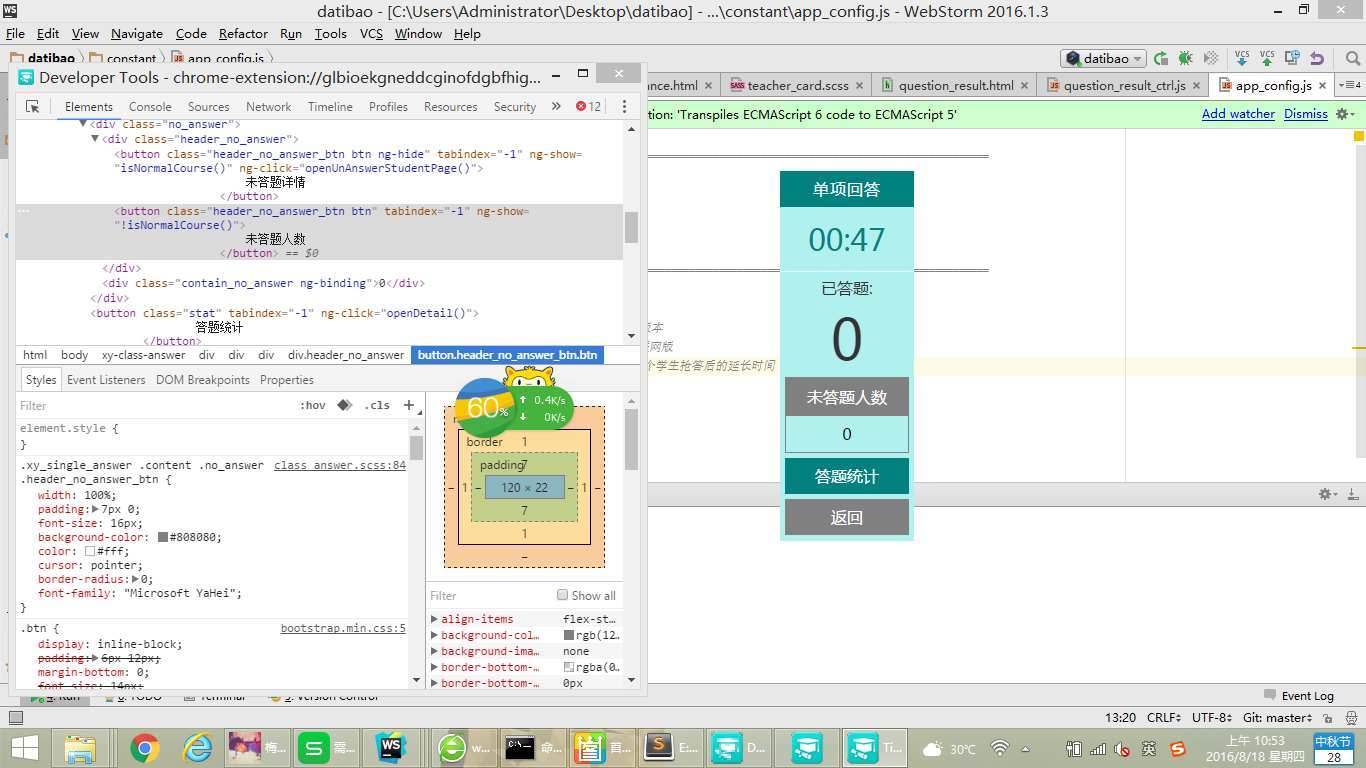 datibao - [C:\Users\Administrator\Desktop\datibao] - ...\constant\app_config.js - WebStorm 2016.1.3
File Edit View Navigate Code Refactor Run Tools VCS Window Help
datibao constant app_config.js
datibao
Developer Tools - chrome-extension://glbioekgneddcginofdgbfhig...
ance.html teacher_card.scss question_result.html question_result_ctrl.js app_config.js
Elements Console Sources Network Timeline Profiles Resources Security » 12
tion: 'Transpiles ECMAScript 6 code to ECMAScript 5' Add watcher Dismiss
<div class="no_answer">
<div class="header_no_answer">
<button class="header_no_answer_btn btn ng-hide" tabindex="-1" ng-show=
"isNormalCourse()" ng-click="openUnAnswerStudentPage()">
未答题详情
</button>
<button class="header_no_answer_btn btn" tabindex="-1" ng-show=
"!isNormalCourse()">
未答题人数
</button> == $0
</div>
<div class="contain_no_answer ng-binding">0</div>
</div>
<button class="stat" tabindex="-1" ng-click="openDetail()">
答题统计
</button>
html body xy-class-answer div div div div.header_no_answer button.header_no_answer_btn.btn
Styles Event Listeners DOM Breakpoints Properties
Filter :hov .cls +
element.style {
}
.xy_single_answer .content .no_answer class_answer.scss:84
.header_no_answer_btn {
width: 100%;
padding: 7px 0;
font-size: 16px;
background-color: #808080;
color: #fff;
cursor: pointer;
border-radius: 0;
font-family: "Microsoft YaHei";
}
.btn { bootstrap.min.css:5
display: inline-block;
padding: 6px 12px;
margin-bottom: 0;
font-size: 14px;
60%
0.4K/s
0K/s
border 1
padding 7
– 1 – 120 × 22 – 1 –
7
1
–
Filter Show all
align-items flex-st…
background-col… rgb(12…
background-ima… none
border-bottom-… rgba(0…
border-bottom-… 0px
单项回答
00:47
已答题:
0
未答题人数
0
答题统计
返回
版本
网版
个学生抢答后的延长时间
4: Run 6: TODO Terminal 9: Version Control
Event Log
13:20 CRLF UTF-8 Git: master
梅... 需... w... 命... 首... E... D... Ti...
30℃
英
上午 10:53
2016/8/18 星期四
中秋节
28